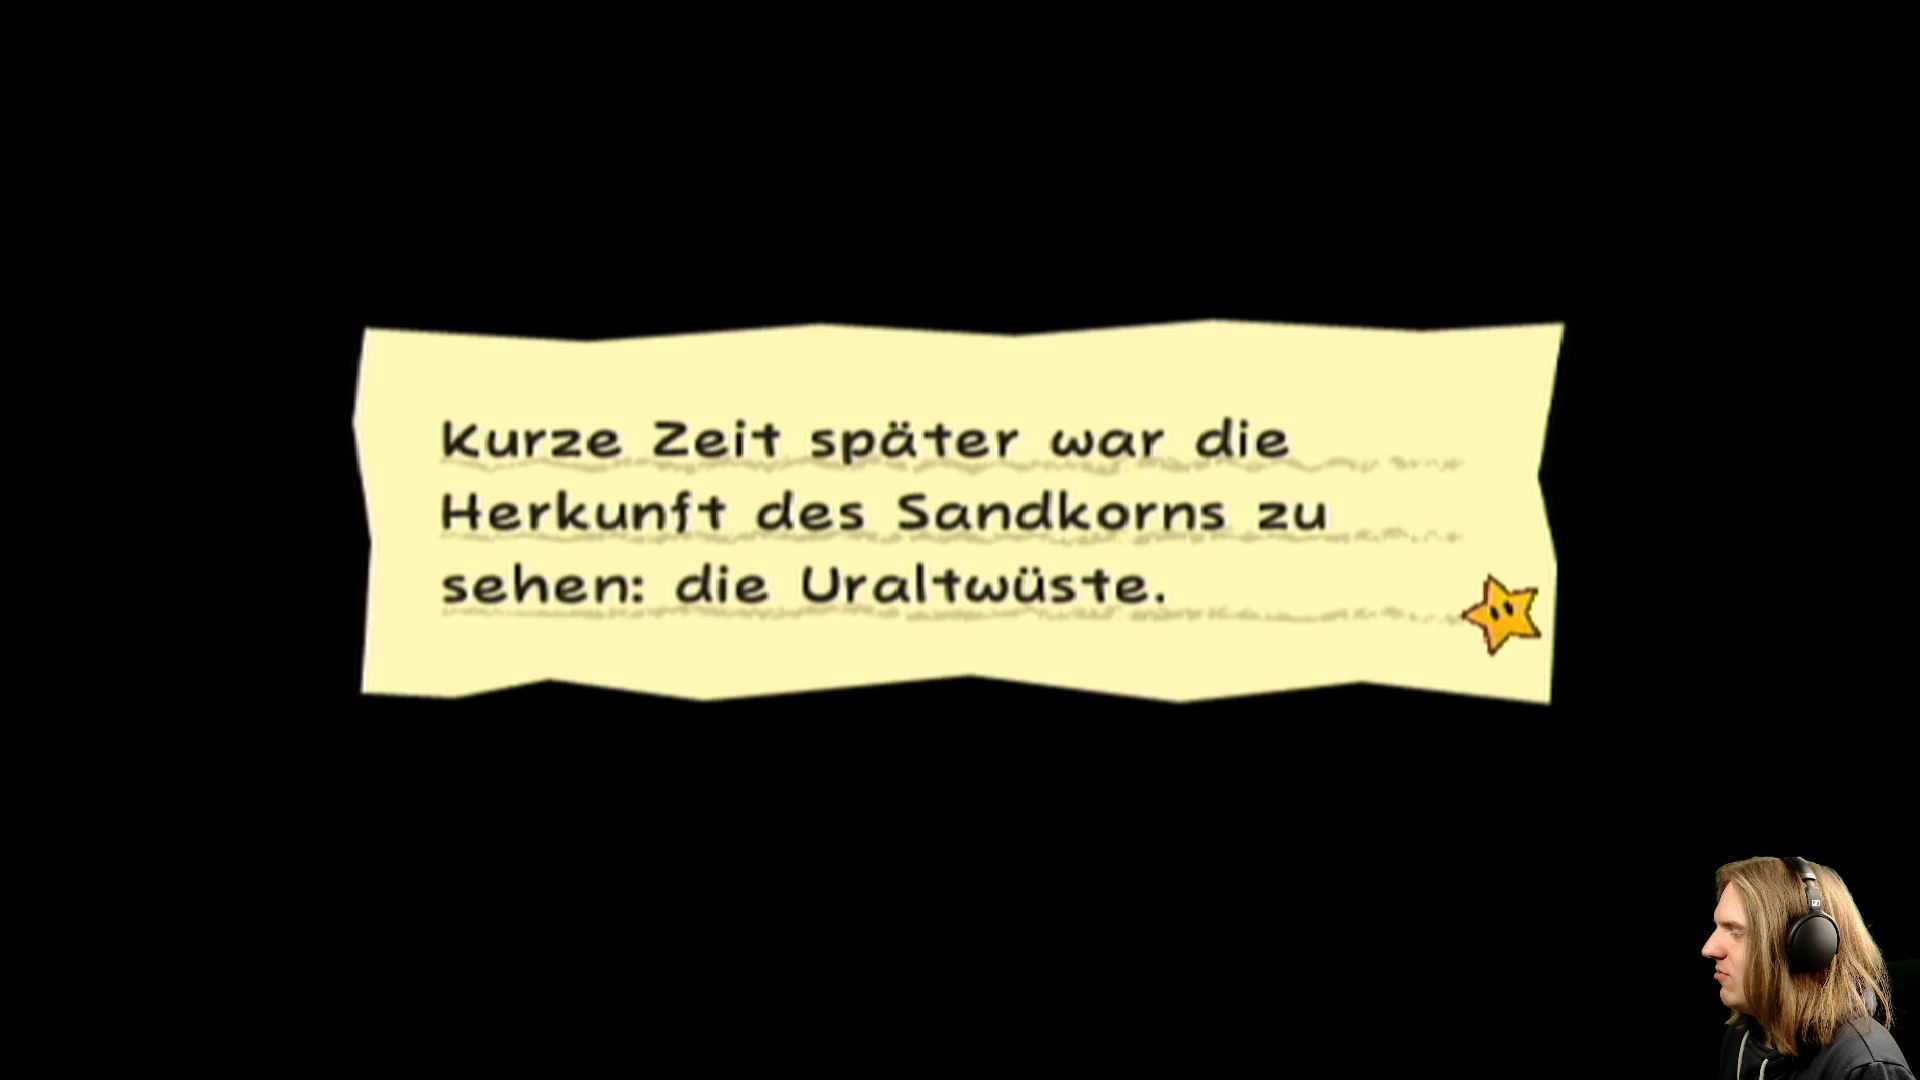 Kurze Zeit später war die
Herkunft des Sandkorns zu
sehen: die Uraltwüste.